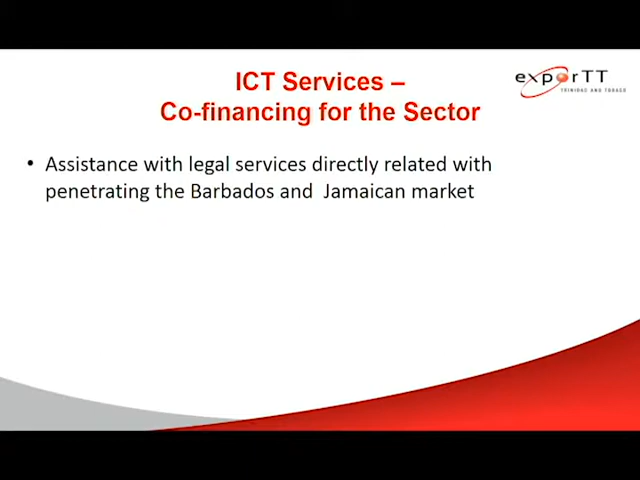 ICT Services –
Co-financing for the Sector
exporTT
TRINIDAD AND TOBAGO
• Assistance with legal services directly related with
penetrating the Barbados and  Jamaican market